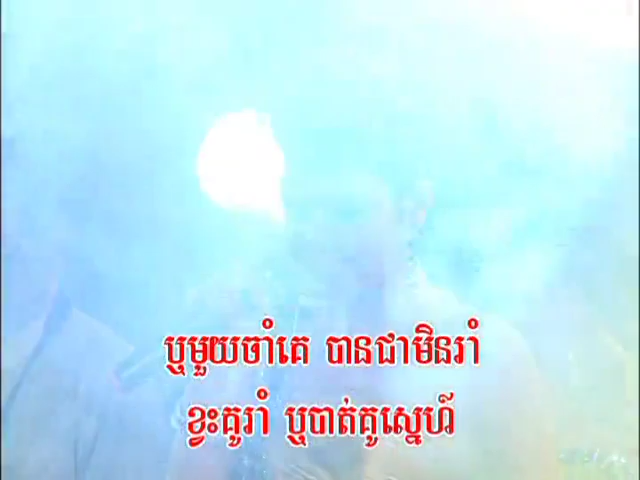 ឬមួយចាំគេ បានជាមិនរាំ
ខ្វះគូរាំ ឬបាត់គូស្នេហ៍